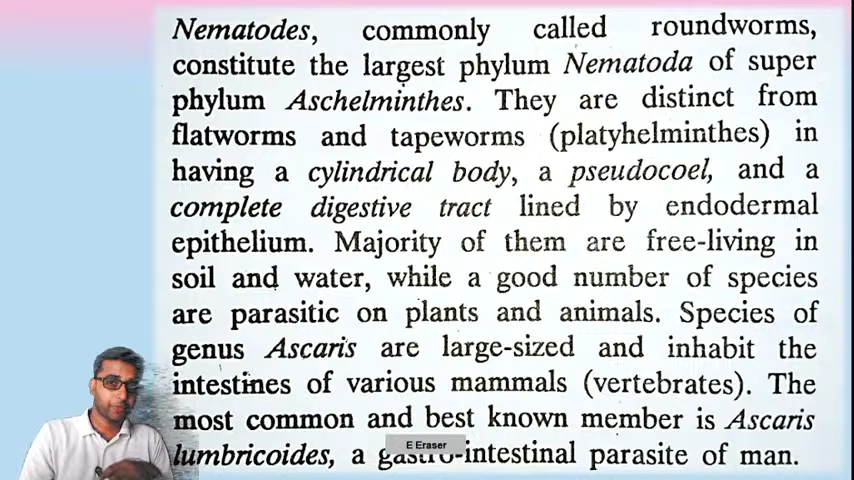 Nematodes, commonly called roundworms,
constitute the largest phylum Nematoda of super
phylum Aschelminthes. They are distinct from
flatworms and tapeworms (platyhelminthes) in
having a cylindrical body, a pseudocoel, and a
complete digestive tract lined by endodermal
epithelium. Majority of them are free-living in
soil and water, while a good number of species
are parasitic on plants and animals. Species of
genus Ascaris are large-sized and inhabit the
intestines of various mammals (vertebrates). The
most common and best known member is Ascaris
E Eraser
lumbricoides, a gastro-intestinal parasite of man.